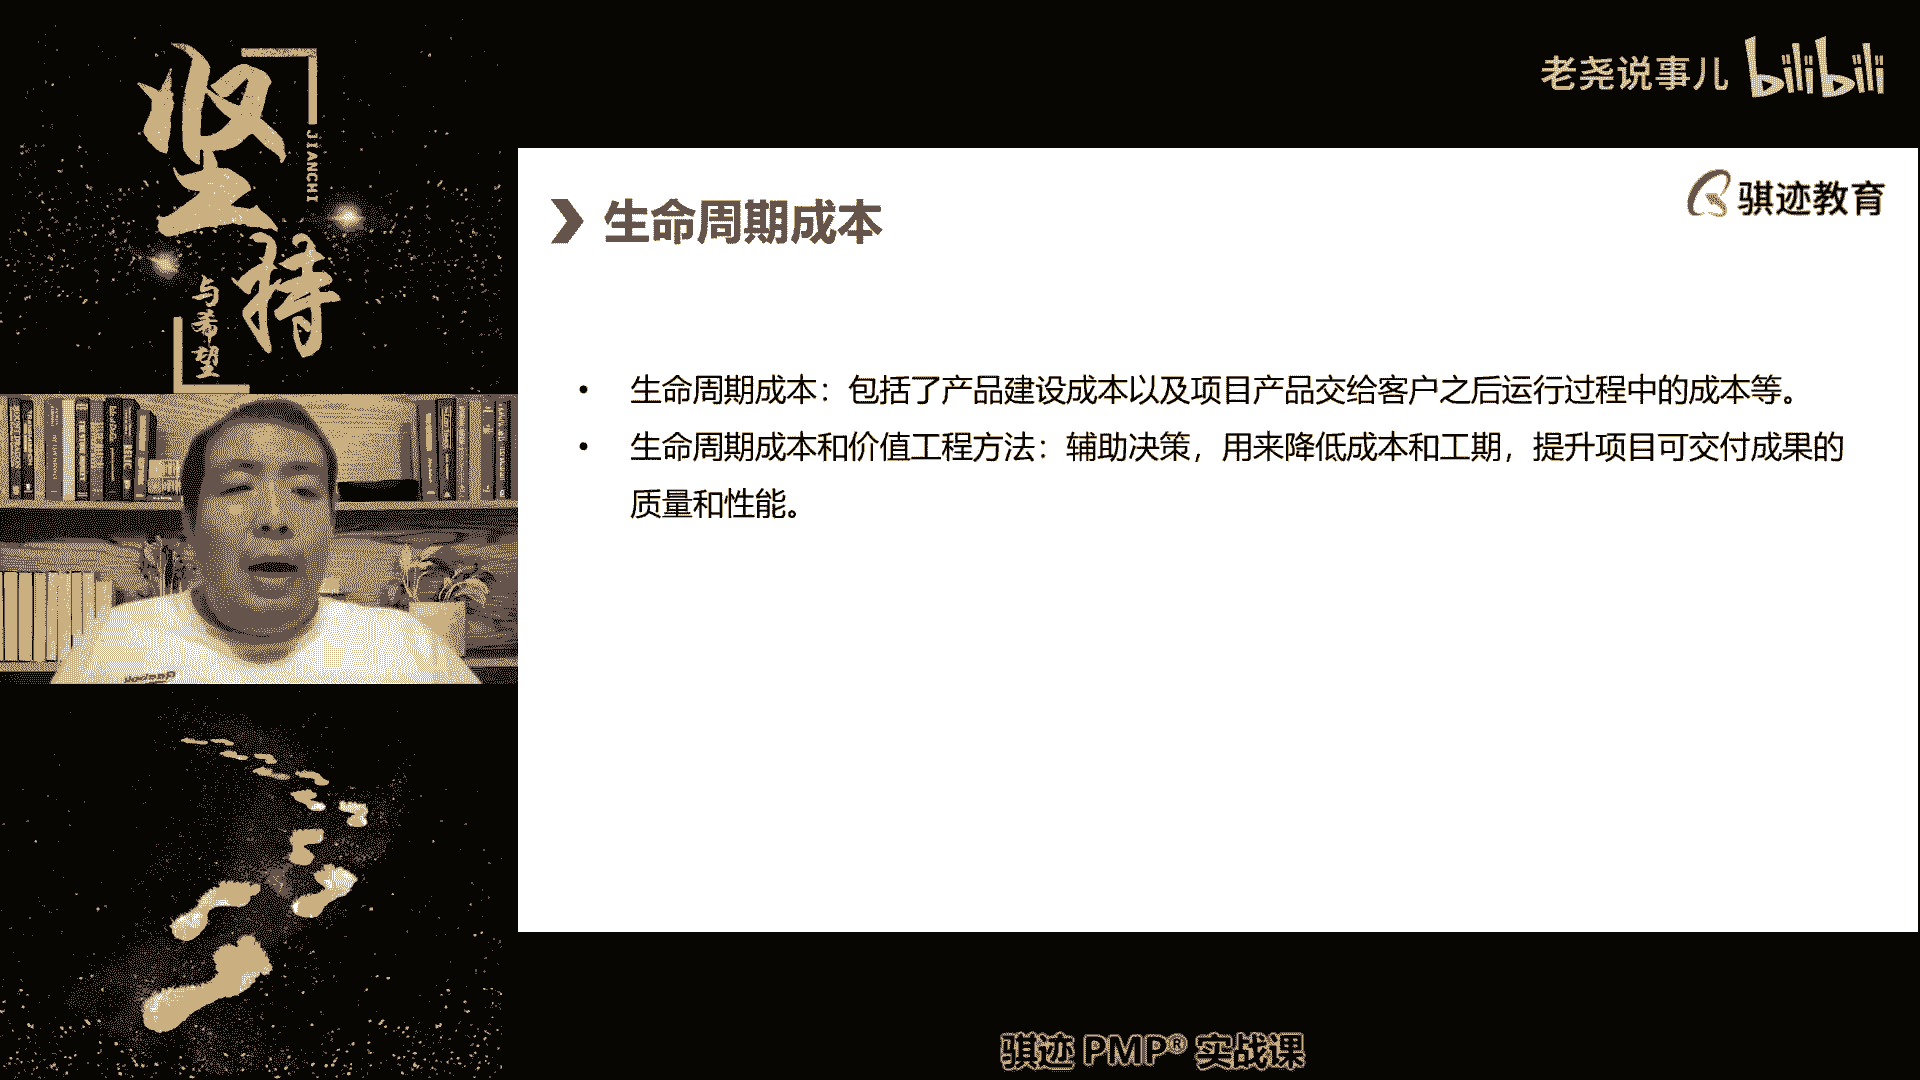 坚持
JIANCHI
与希望
老尧说事儿 bilibili
骐迹教育
生命周期成本
• 生命周期成本：包括了产品建设成本以及项目产品交给客户之后运行过程中的成本等。
• 生命周期成本和价值工程方法：辅助决策，用来降低成本和工期，提升项目可交付成果的
质量和性能。
骐迹 PMP® 实战课